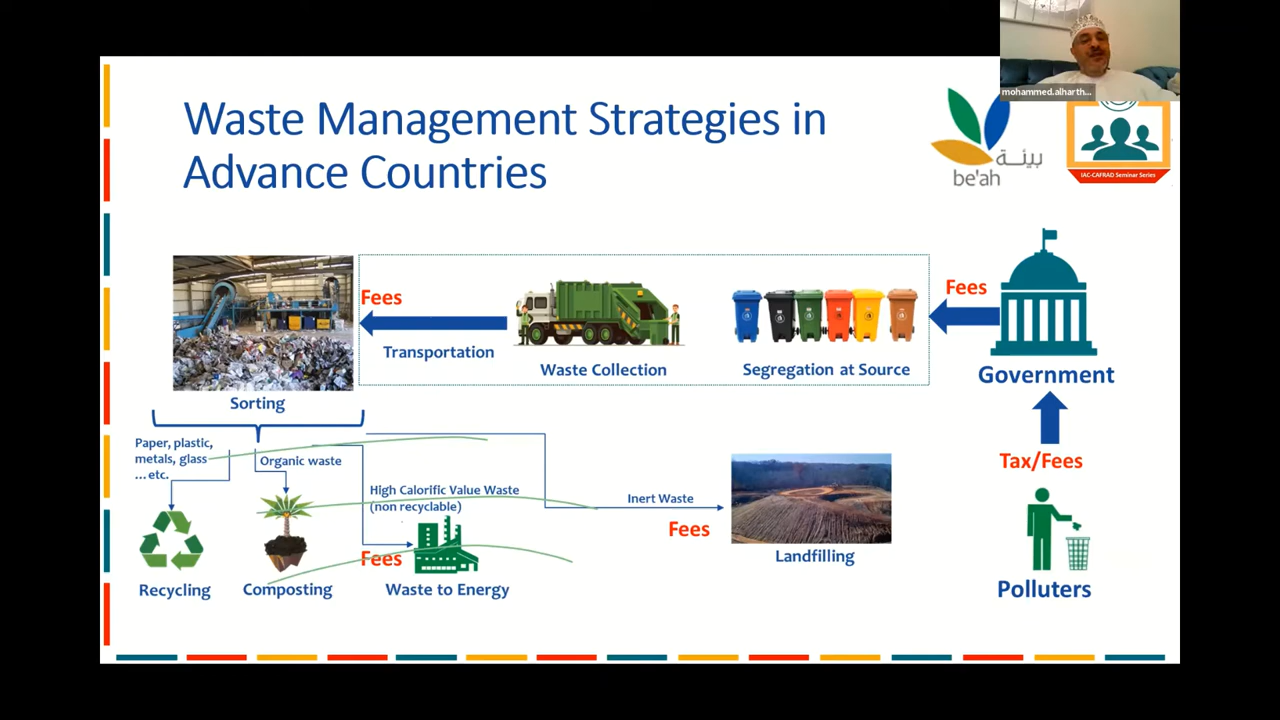 mohammed.alharth...
Waste Management Strategies in
Advance Countries
بيئة
be'ah
IAC-CAFRAD Seminar Series
Fees
Fees
Transportation
Waste Collection
Segregation at Source
Government
Sorting
Paper, plastic,
metals, glass
...etc.
Organic waste
High Calorific Value Waste
(non recyclable)
Inert Waste
Tax/Fees
Fees
Fees
Landfilling
Recycling
Composting
Waste to Energy
Polluters